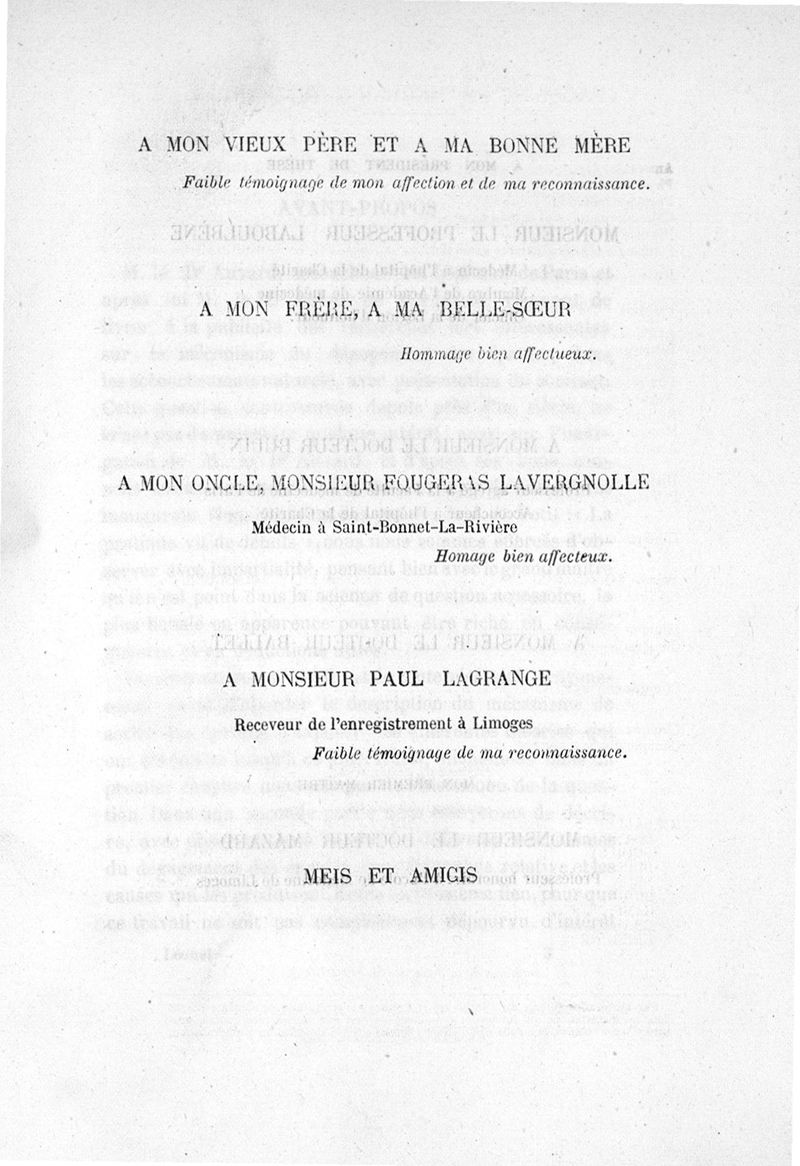 A MON VIEUX PÈRE ET A MA BONNE MÈRE
Faible témoignage de mon affection et de ma reconnaissance.
A MON FRÈRE, A MA BELLE-SŒUR
Hommage bien affectueux.
A MON ONCLE, MONSIEUR FOUGERAS LAVERGNOLLE
Médecin à Saint-Bonnet-La-Rivière
Homage bien affecteux.
A MONSIEUR PAUL LAGRANGE
Receveur de l'enregistrement à Limoges
Faible témoignage de ma reconnaissance.
MEIS ET AMICIS